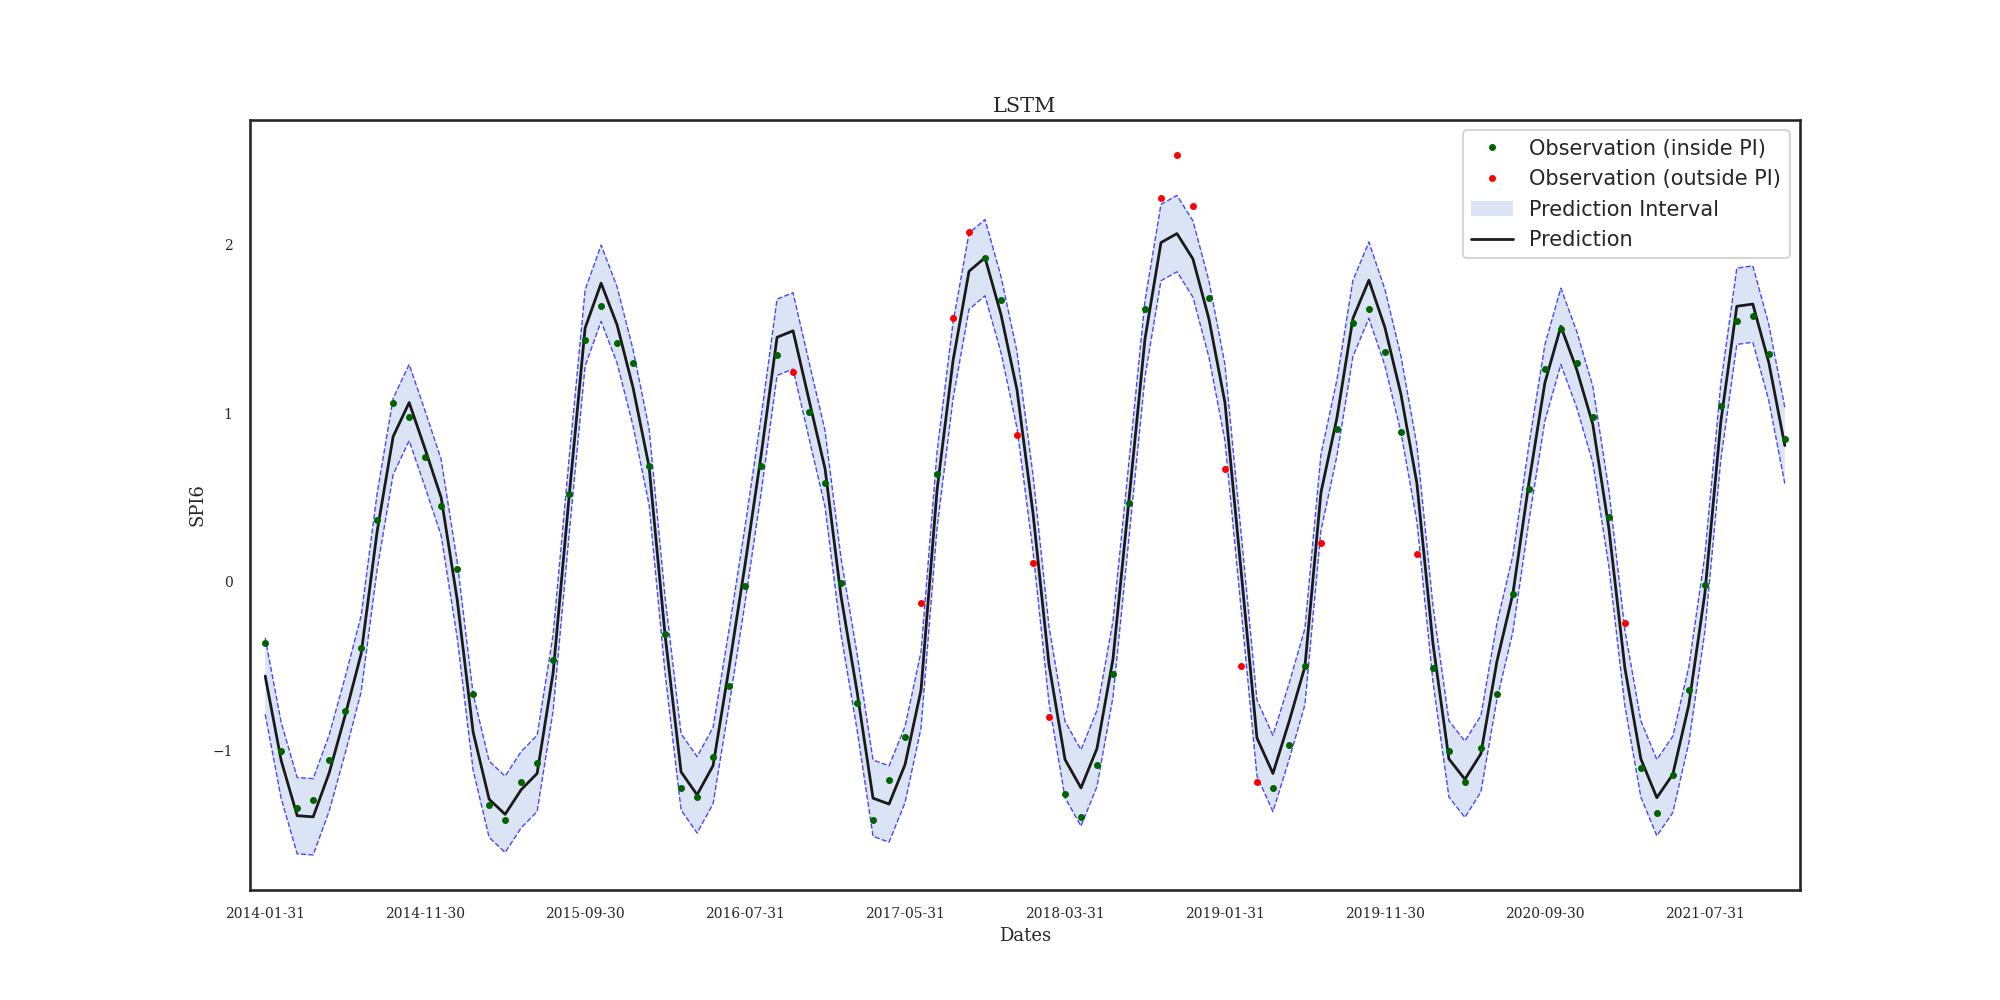 LSTM
Observation (inside PI)
Observation (outside PI)
Prediction Interval
Prediction
2
1
0
−1
SPI6
2014-01-31 2014-11-30 2015-09-30 2016-07-31 2017-05-31 2018-03-31 2019-01-31 2019-11-30 2020-09-30 2021-07-31
Dates